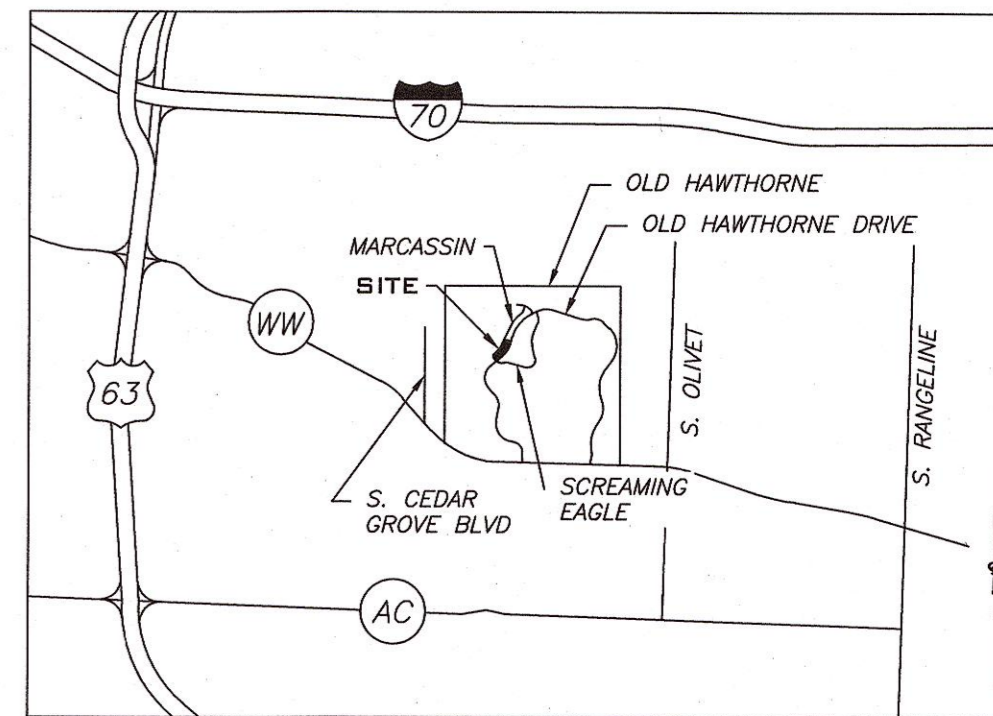 70
OLD HAWTHORNE
OLD HAWTHORNE DRIVE
MARCASSIN
SITE
WW
63
S. OLIVET
S. RANGELINE
S. CEDAR
GROVE BLVD
SCREAMING
EAGLE
AC